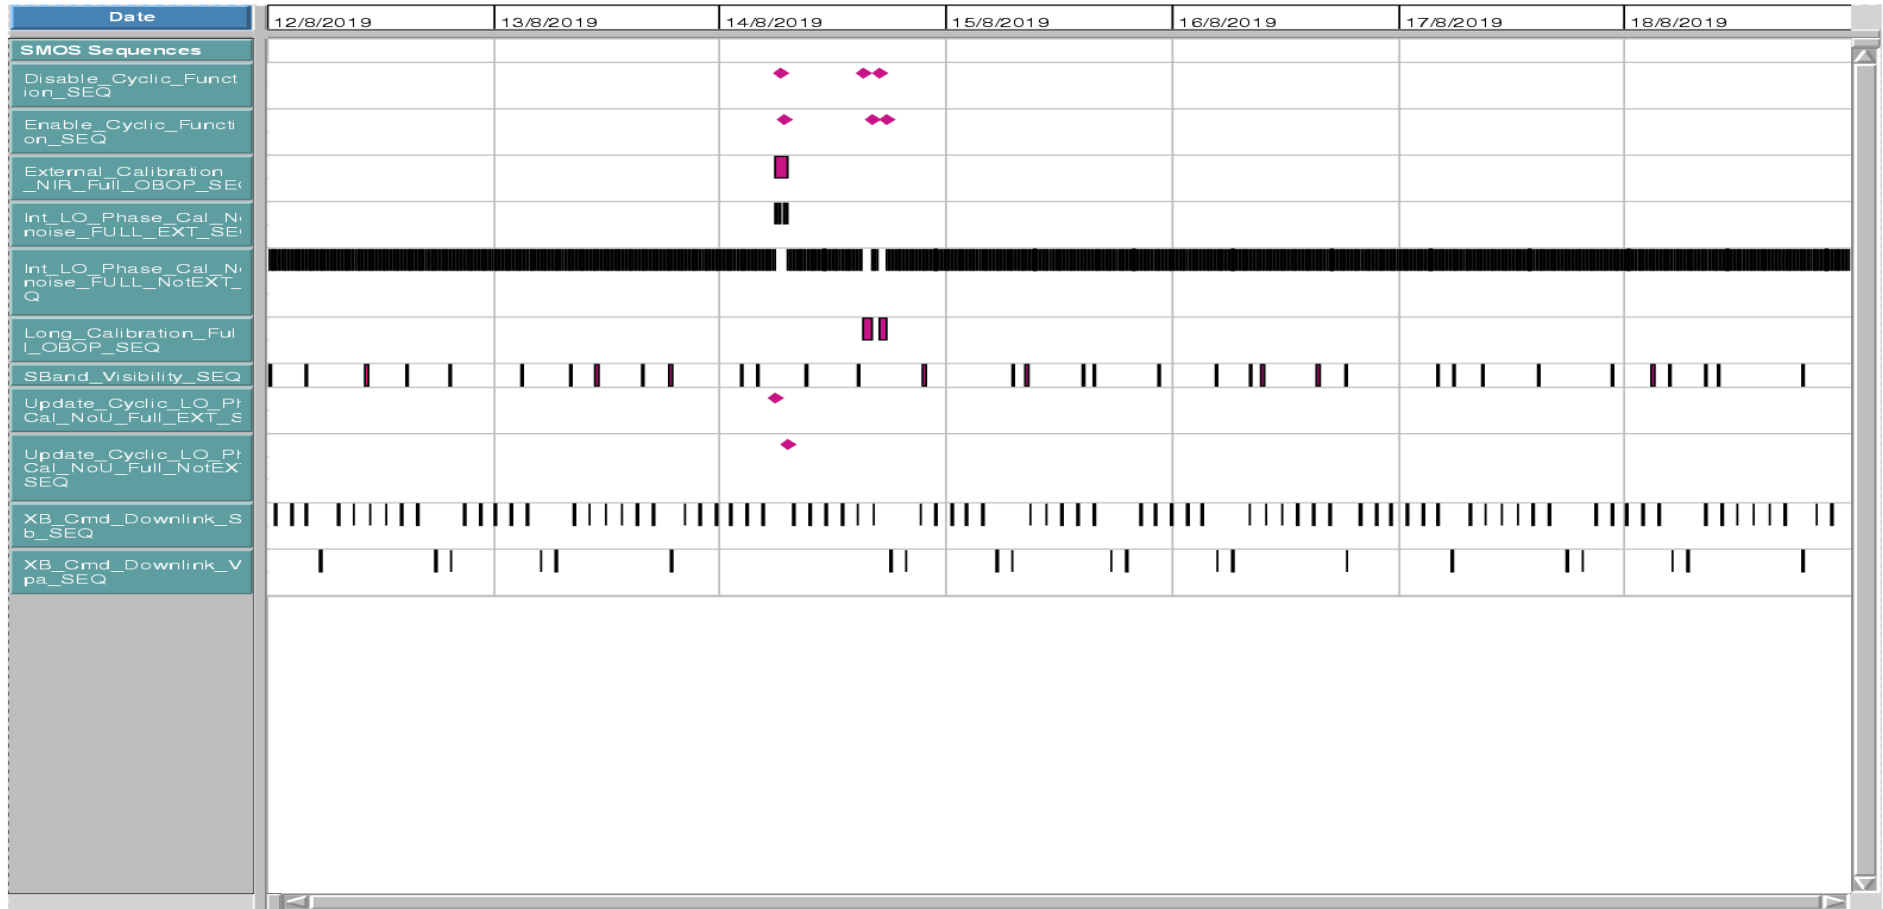 Date
12/8/2019 13/8/2019 14/8/2019 15/8/2019 16/8/2019 17/8/2019 18/8/2019
SMOS Sequences
Disable_Cyclic_Funct
ion_SEQ
Enable_Cyclic_Functi
on_SEQ
External_Calibration
_NIR_Full_OBOP_SE
Int_LO_Phase_Cal_N
noise_FULL_EXT_SE
Int_LO_Phase_Cal_N
noise_FULL_NotEXT_
Q
Long_Calibration_Ful
l_OBOP_SEQ
SBand_Visibility_SEQ
Update_Cyclic_LO_P
Cal_NoU_Full_EXT_S
Update_Cyclic_LO_P
Cal_NoU_Full_NotEX
SEQ
XB_Cmd_Downlink_S
b_SEQ
XB_Cmd_Downlink_V
pa_SEQ